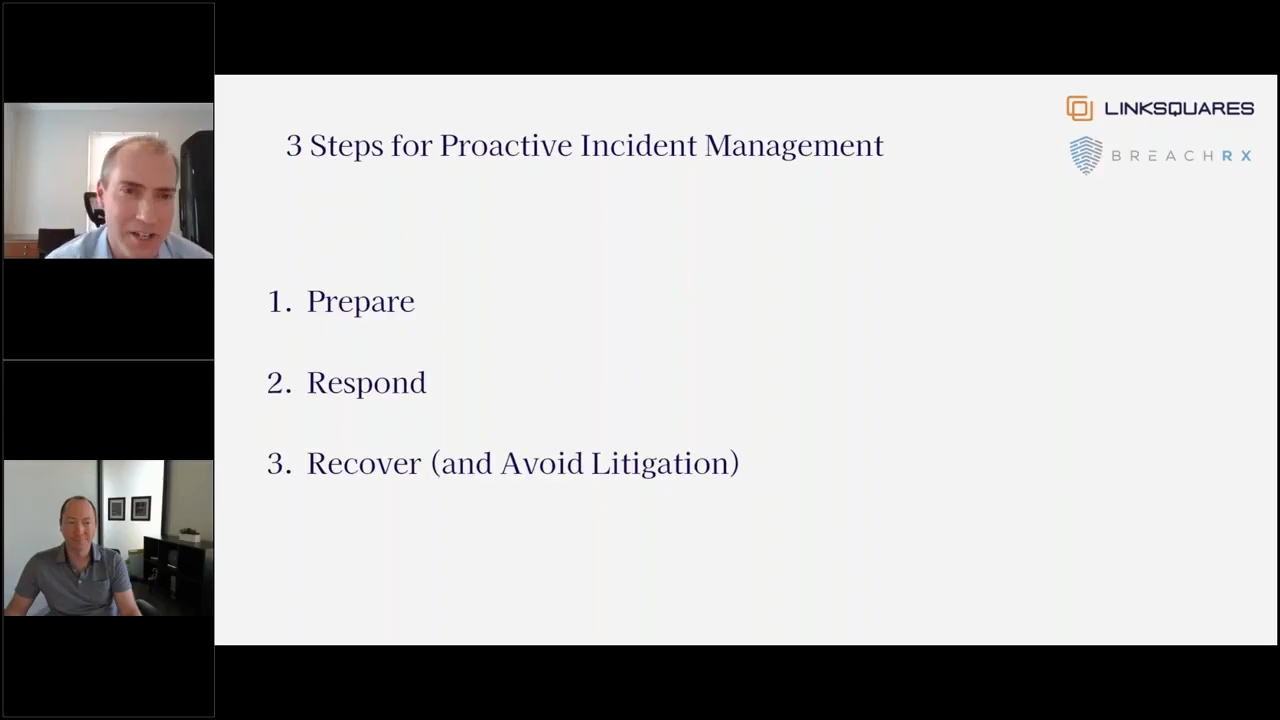 3 Steps for Proactive Incident Management
LINKSQUARES
BREACHRX
1. Prepare
2. Respond
3. Recover (and Avoid Litigation)